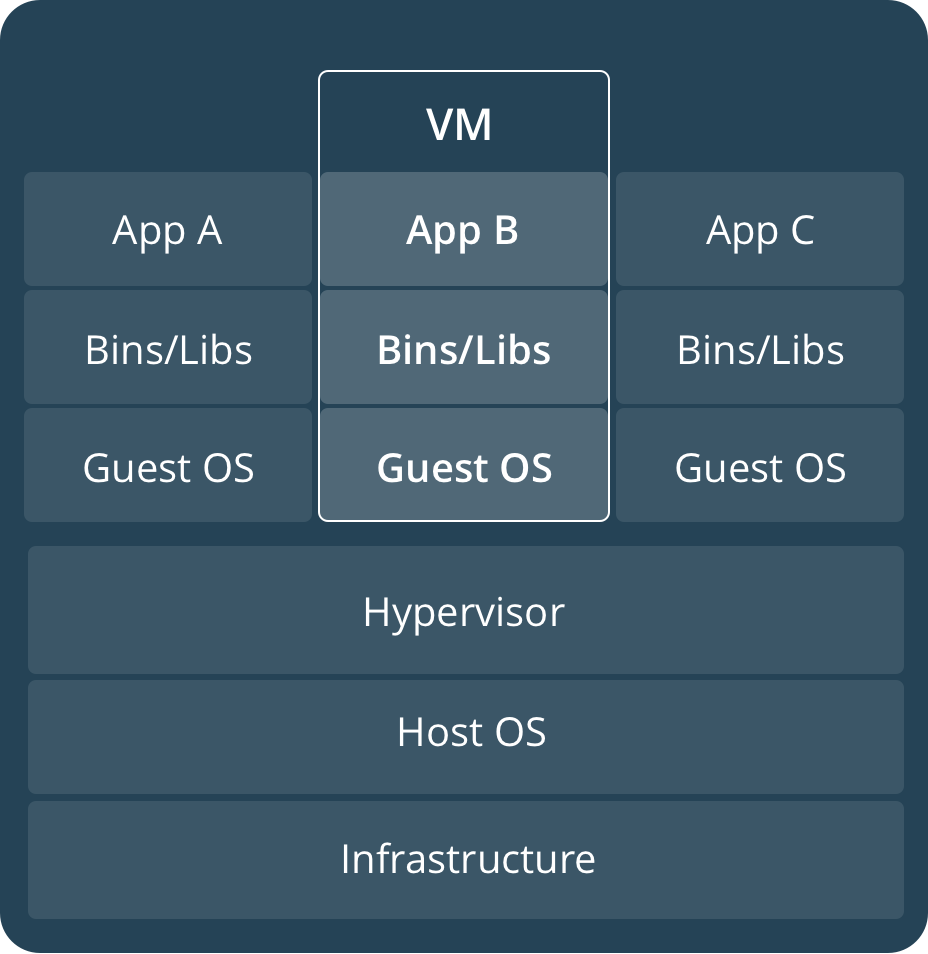 VM
App A
App B
App C
Bins/Libs
Bins/Libs
Bins/Libs
Guest OS
Guest OS
Guest OS
Hypervisor
Host OS
Infrastructure